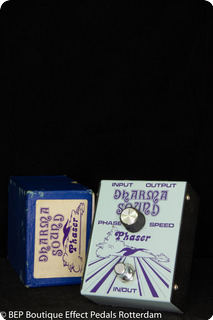 INPUT OUTPUT
DHARMA
SOUND
PHASE SPEED
Phaser
IN/OUT
DHARMA
SOUND
Phaser
© BEP Boutique Effect Pedals Rotterdam